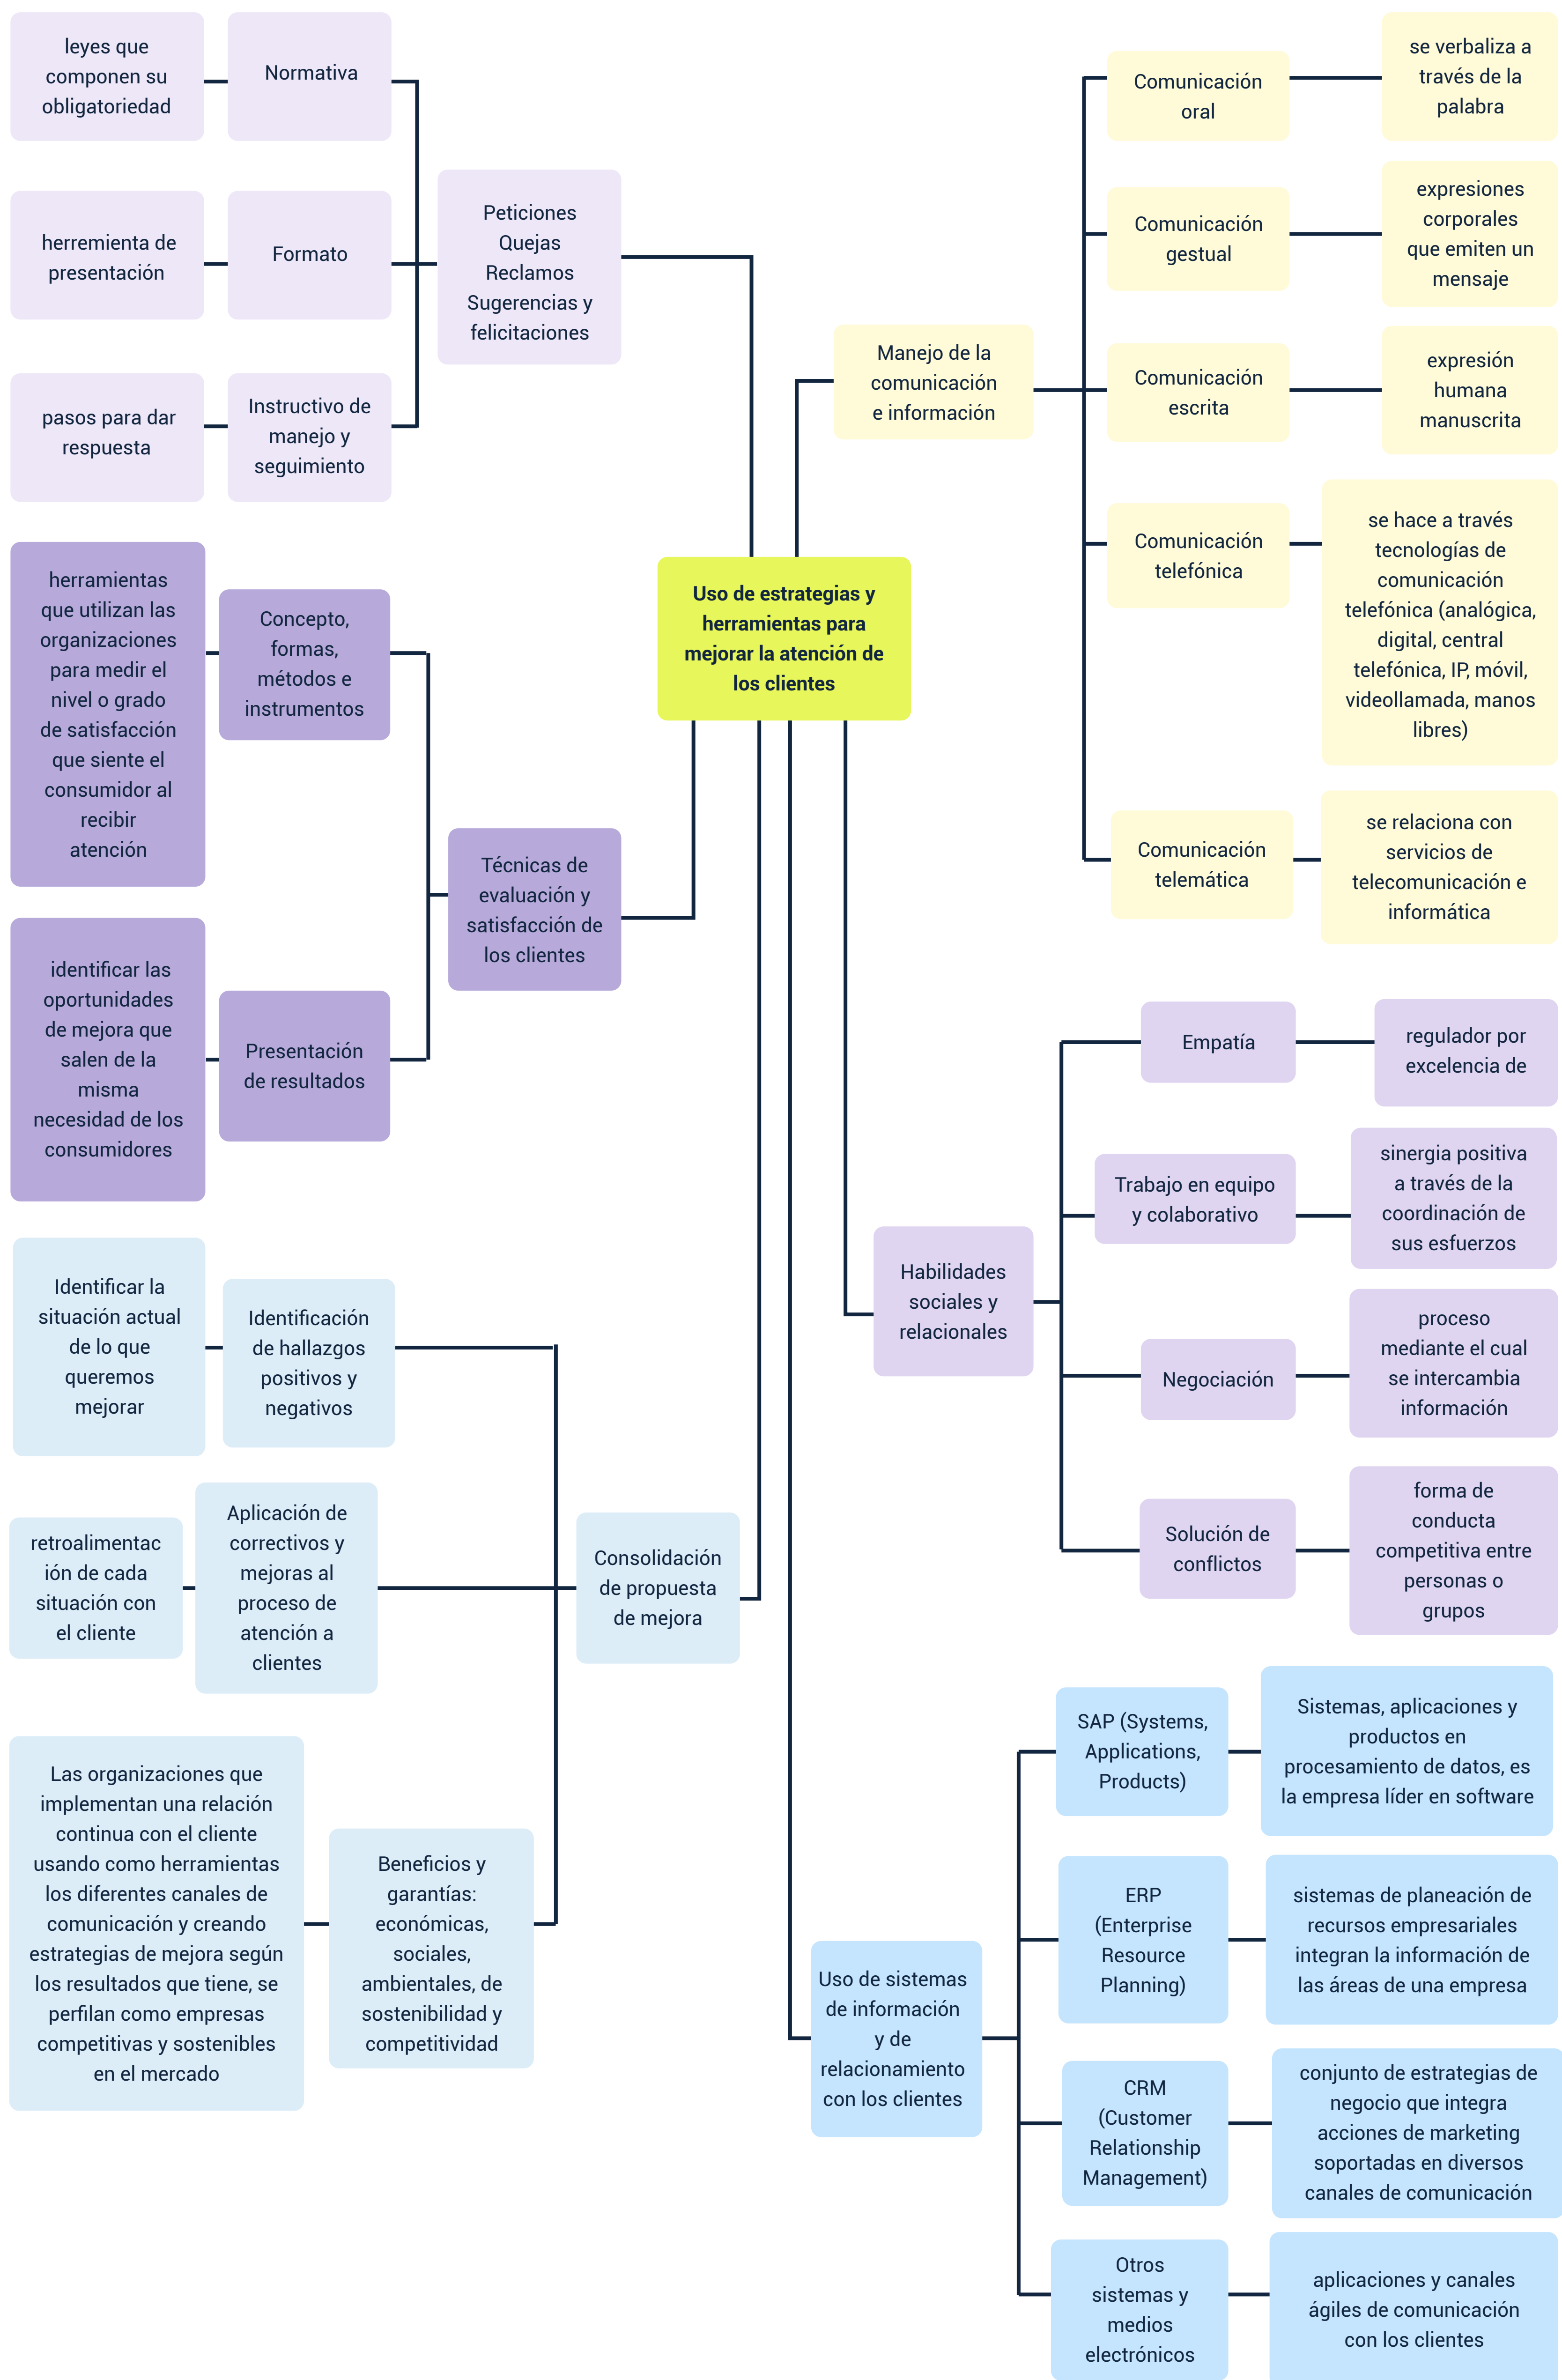 Uso de estrategias y
herramientas para
mejorar la atención de
los clientes
Peticiones
Quejas
Reclamos
Sugerencias y
felicitaciones
Normativa
leyes que
componen su
obligatoriedad
Formato
herremienta de
presentación
Instructivo de
manejo y
seguimiento
pasos para dar
respuesta
Técnicas de
evaluación y
satisfacción de
los clientes
Concepto,
formas,
métodos e
instrumentos
herramientas
que utilizan las
organizaciones
para medir el
nivel o grado
de satisfacción
que siente el
consumidor al
recibir
atención
Presentación
de resultados
identificar las
oportunidades
de mejora que
salen de la
misma
necesidad de los
consumidores
Consolidación
de propuesta
de mejora
Identificación
de hallazgos
positivos y
negativos
Identificar la
situación actual
de lo que
queremos
mejorar
Aplicación de
correctivos y
mejoras al
proceso de
atención a
clientes
retroalimentac
ión de cada
situación con
el cliente
Beneficios y
garantías:
económicas,
sociales,
ambientales, de
sostenibilidad y
competitividad
Las organizaciones que
implementan una relación
continua con el cliente
usando como herramientas
los diferentes canales de
comunicación y creando
estrategias de mejora según
los resultados que tiene, se
perfilan como empresas
competitivas y sostenibles
en el mercado
Manejo de la
comunicación
e información
Comunicación
oral
se verbaliza a
través de la
palabra
Comunicación
gestual
expresiones
corporales
que emiten un
mensaje
Comunicación
escrita
expresión
humana
manuscrita
Comunicación
telefónica
se hace a través
tecnologías de
comunicación
telefónica (analógica,
digital, central
telefónica, IP, móvil,
videollamada, manos
libres)
Comunicación
telemática
se relaciona con
servicios de
telecomunicación e
informática
Habilidades
sociales y
relacionales
Empatía
regulador por
excelencia de
Trabajo en equipo
y colaborativo
sinergia positiva
a través de la
coordinación de
sus esfuerzos
Negociación
proceso
mediante el cual
se intercambia
información
Solución de
conflictos
forma de
conducta
competitiva entre
personas o
grupos
Uso de sistemas
de información
y de
relacionamiento
con los clientes
SAP (Systems,
Applications,
Products)
Sistemas, aplicaciones y
productos en
procesamiento de datos, es
la empresa líder en software
ERP
(Enterprise
Resource
Planning)
sistemas de planeación de
recursos empresariales
integran la información de
las áreas de una empresa
CRM
(Customer
Relationship
Management)
conjunto de estrategias de
negocio que integra
acciones de marketing
soportadas en diversos
canales de comunicación
Otros
sistemas y
medios
electrónicos
aplicaciones y canales
ágiles de comunicación
con los clientes